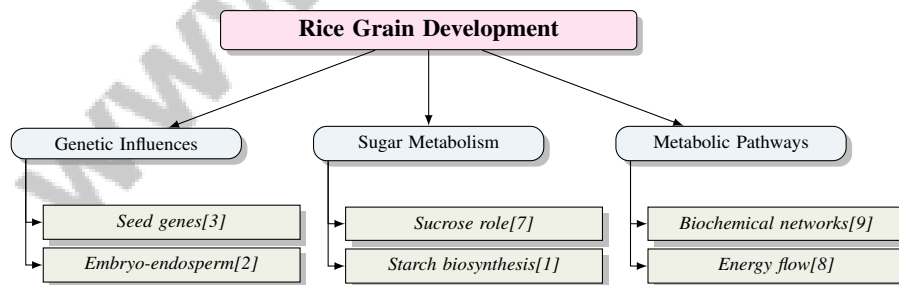 Rice Grain Development
Genetic Influences
Sugar Metabolism
Metabolic Pathways
Seed genes[3]
Sucrose role[7]
Biochemical networks[9]
Embryo-endosperm[2]
Starch biosynthesis[1]
Energy flow[8]
www